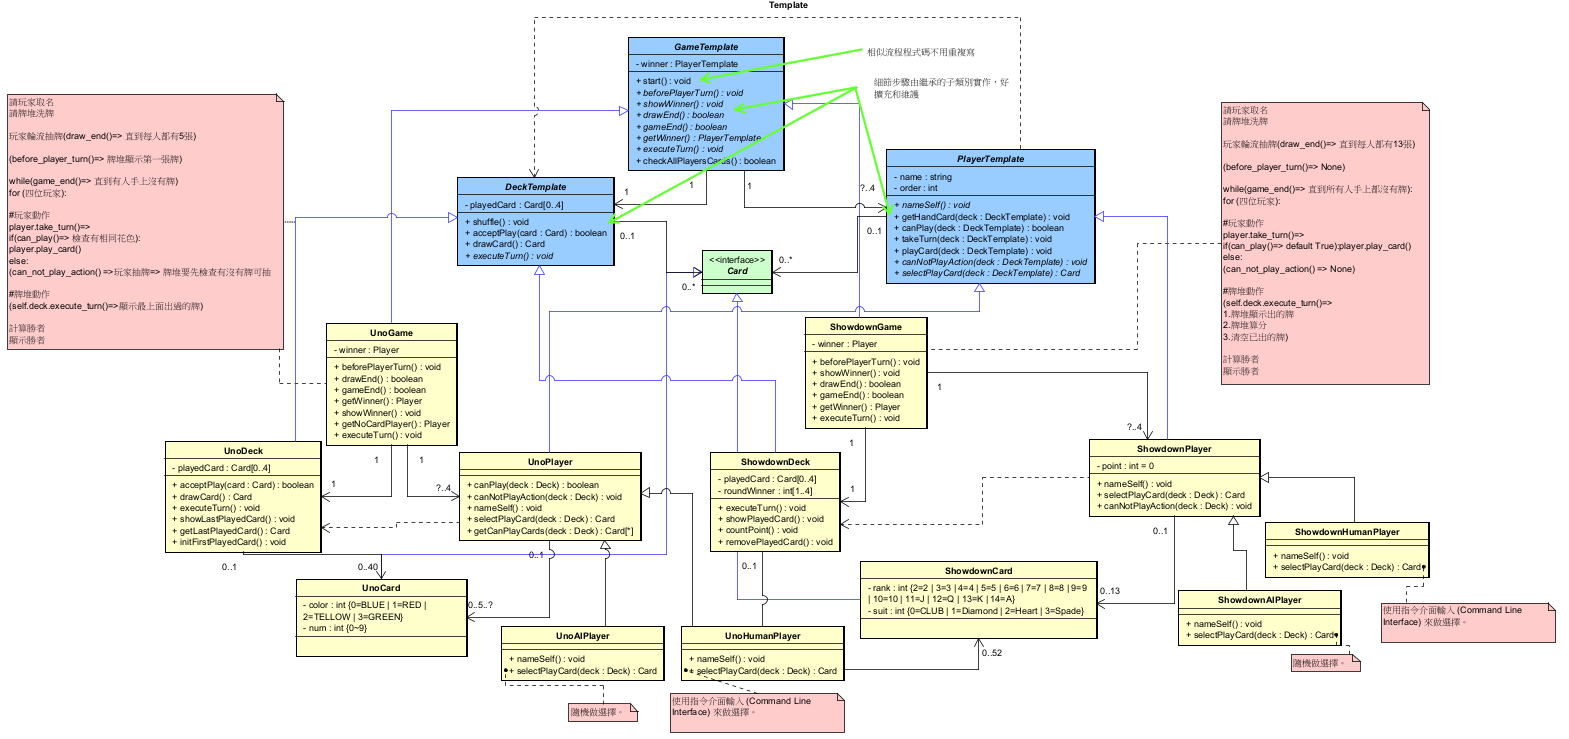 Template
GameTemplate
- winner : PlayerTemplate
+ start() : void
+ beforePlayerTurn() : void
+ showWinner() : void
+ drawEnd() : boolean
+ gameEnd() : boolean
+ getWinner() : PlayerTemplate
+ executeTurn() : void
+ checkAllPlayersCards() : boolean
相似流程程式碼不用重複寫
細節步驟由繼承的子類別實作，好
擴充和維護
請玩家取名
請牌堆洗牌
玩家輪流抽牌(draw_end()=> 直到每人都有5張)
(before_player_turn()=> 牌堆顯示第一張牌)
while(game_end()=> 直到有人手上沒有牌)
for (四位玩家):
#玩家動作
player.take_turn()=>
if(can_play()=> 檢查有相同花色):
player.play_card()
else:
(can_not_play_action() =>玩家抽牌=> 牌堆要先檢查有沒有牌可抽
#牌堆動作
(self.deck.execute_turn()=>顯示最上面出過的牌)
計算勝者
顯示勝者
DeckTemplate
- playedCard : Card[0..4]
+ shuffle() : void
+ acceptPlay(card : Card) : boolean
+ drawCard() : Card
+ executeTurn() : void
PlayerTemplate
- name : string
- order : int
+ nameSelf() : void
+ getHandCard(deck : DeckTemplate) : void
+ canPlay(deck : DeckTemplate) : boolean
+ takeTurn(deck : DeckTemplate) : void
+ playCard(deck : DeckTemplate) : void
+ canNotPlayAction(deck : DeckTemplate) : void
+ selectPlayCard(deck : DeckTemplate) : Card
請玩家取名
請牌堆洗牌
玩家輪流抽牌(draw_end()=> 直到每人都有13張)
(before_player_turn()=> None)
while(game_end()=> 直到所有人手上都沒有牌):
for (四位玩家):
#玩家動作
player.take_turn()=>
if(can_play()=> default True):player.play_card()
else:
(can_not_play_action() => None)
#牌堆動作
(self.deck.execute_turn()=>
1.牌堆顯示出的牌
2.牌堆算分
3.清空已出的牌)
計算勝者
顯示勝者
1
1
1
?..4
0..1
0..1
<<interface>>
Card
0..*
0..*
UnoGame
- winner : Player
+ beforePlayerTurn() : void
+ drawEnd() : boolean
+ gameEnd() : boolean
+ getWinner() : Player
+ showWinner() : void
+ getNoCardPlayer() : Player
+ executeTurn() : void
ShowdownGame
- winner : Player
+ beforePlayerTurn() : void
+ showWinner() : void
+ drawEnd() : boolean
+ gameEnd() : boolean
+ getWinner() : Player
+ executeTurn() : void
1
1
1
?..4
1
1
1
?..4
UnoDeck
- playedCard : Card[0..4]
+ acceptPlay(card : Card) : boolean
+ drawCard() : Card
+ executeTurn() : void
+ showLastPlayedCard() : void
+ getLastPlayedCard() : Card
+ initFirstPlayedCard() : void
UnoPlayer
+ canPlay(deck : Deck) : boolean
+ canNotPlayAction(deck : Deck) : void
+ nameSelf() : void
+ selectPlayCard(deck : Deck) : Card
+ getCanPlayCards(deck : Deck) : Card[*]
ShowdownDeck
- playedCard : Card[0..4]
- roundWinner : int[1..4]
+ executeTurn() : void
+ showPlayedCard() : void
+ countPoint() : void
+ removePlayedCard() : void
ShowdownPlayer
- point : int = 0
+ nameSelf() : void
+ selectPlayCard(deck : Deck) : Card
+ canNotPlayAction(deck : Deck) : void
0..1
0..40
0..1
0..5..?
0..1
0..1
0..13
0..52
UnoCard
- color : int {0=BLUE | 1=RED |
2=TELLOW | 3=GREEN}
- num : int {0~9}
ShowdownCard
- rank : int {2=2 | 3=3 | 4=4 | 5=5 | 6=6 | 7=7 | 8=8 | 9=9
| 10=10 | 11=J | 12=Q | 13=K | 14=A}
- suit : int {0=CLUB | 1=Diamond | 2=Heart | 3=Spade}
ShowdownHumanPlayer
+ nameSelf() : void
+ selectPlayCard(deck : Deck) : Card
ShowdownAIPlayer
+ nameSelf() : void
+ selectPlayCard(deck : Deck) : Card
使用指令介面輸入 (Command Line
Interface) 來做選擇。
隨機做選擇。
UnoAIPlayer
+ nameSelf() : void
+ selectPlayCard(deck : Deck) : Card
UnoHumanPlayer
+ nameSelf() : void
+ selectPlayCard(deck : Deck) : Card
隨機做選擇。
使用指令介面輸入 (Command Line
Interface) 來做選擇。